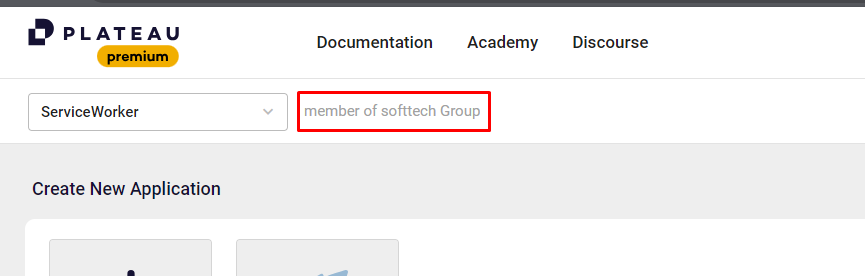 PLATEAU
premium
Documentation Academy Discourse
ServiceWorker member of softtech Group
Create New Application